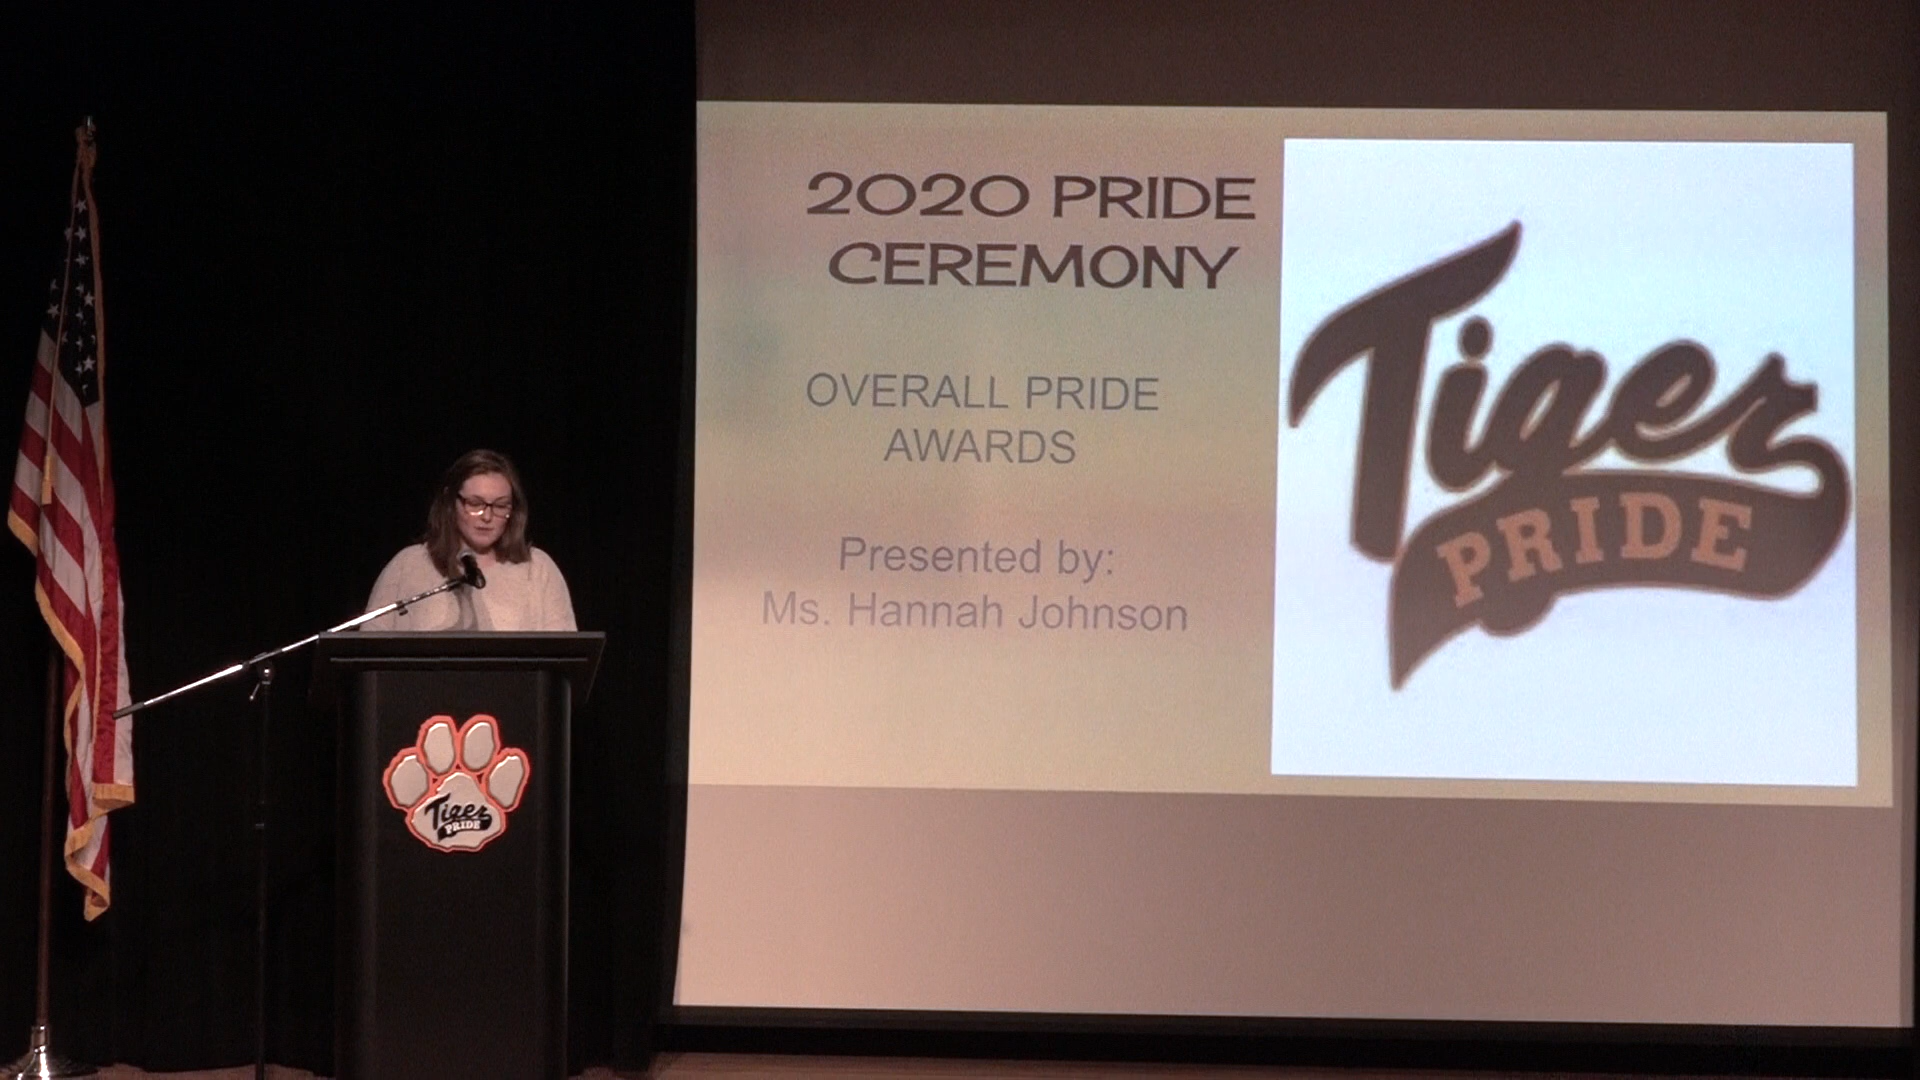 2020 PRIDE
CEREMONY
OVERALL PRIDE
AWARDS
Presented by:
Ms. Hannah Johnson
Tiger
PRIDE
Tiger
PRIDE